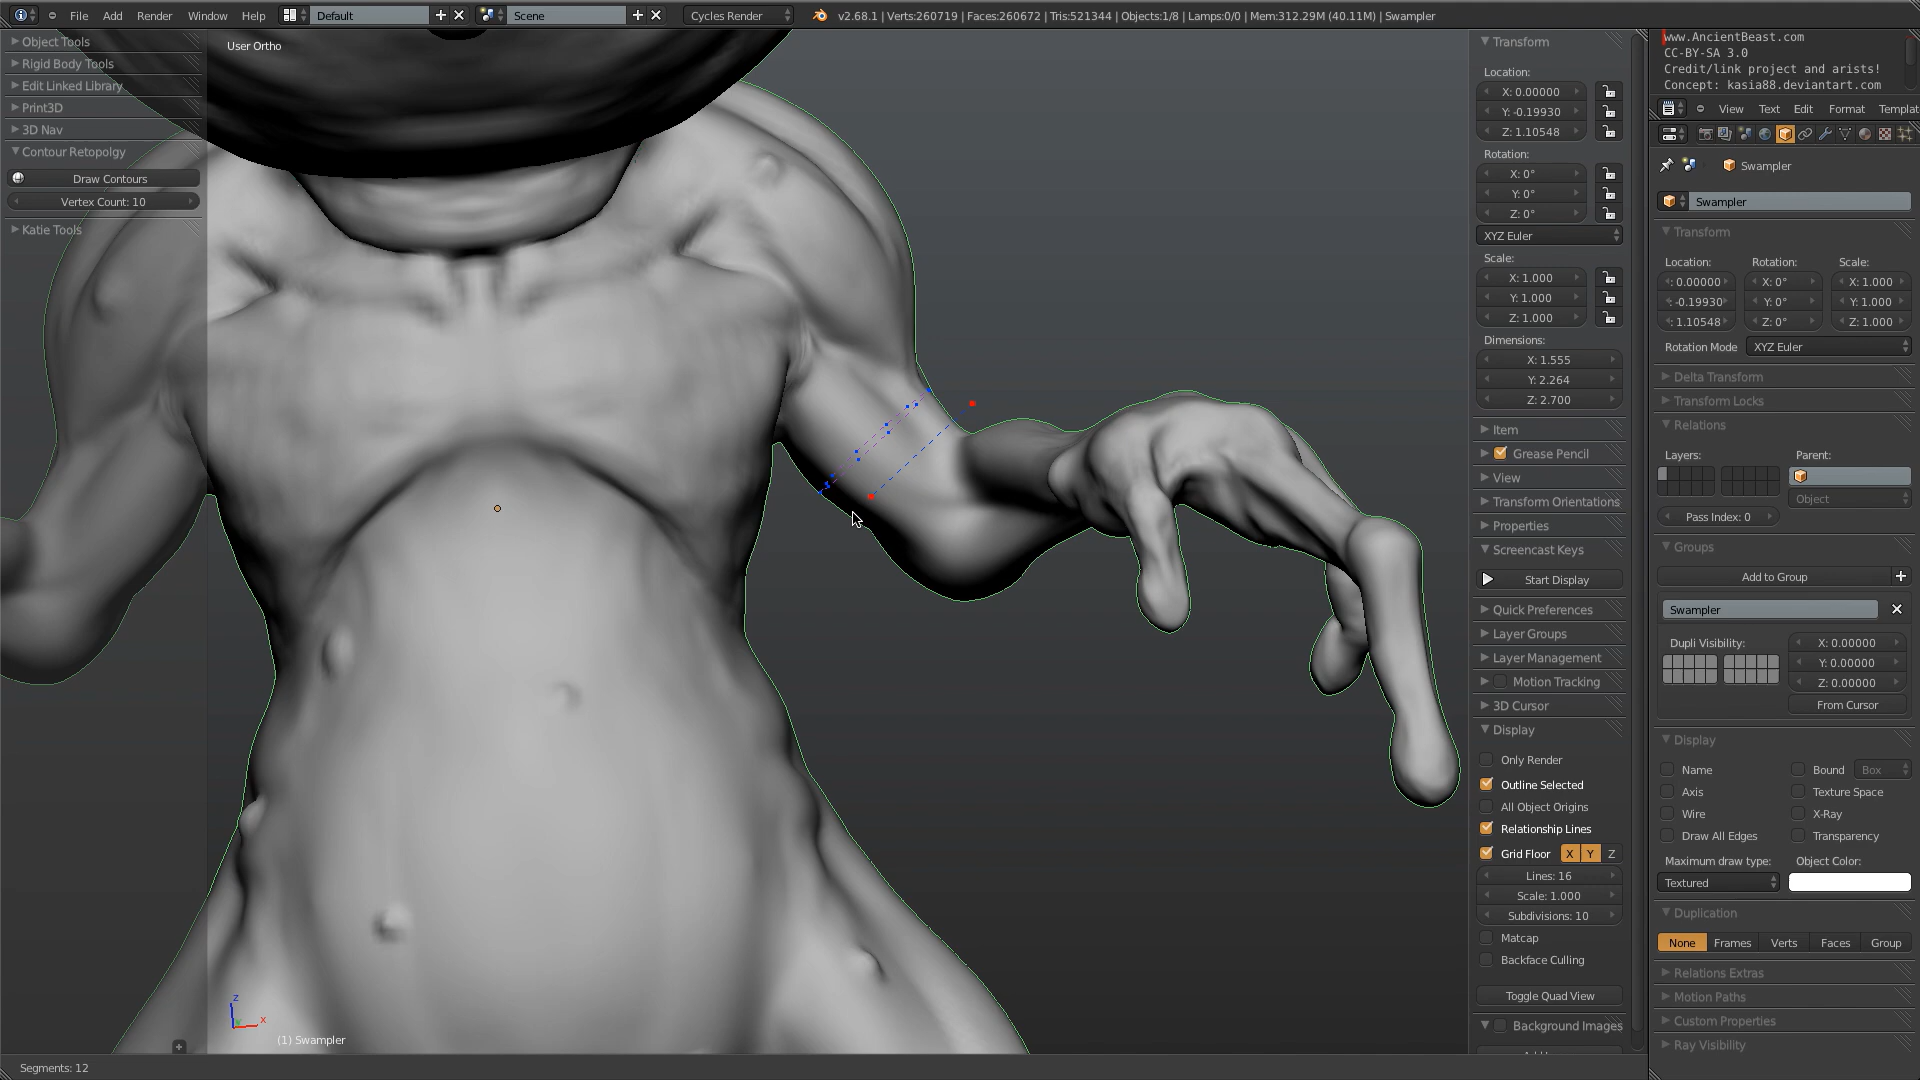 File Add Render Window Help Default Scene Cycles Render v2.68.1 | Verts:260719 | Faces:260672 | Tris:521344 | Objects:1/8 | Lamps:0/0 | Mem:312.29M (40.11M) | Swampler
Object Tools
Rigid Body Tools
Edit Linked Library
Print3D
3D Nav
Contour Retopolgy
Draw Contours
Vertex Count: 10
Katie Tools
User Ortho
z
x
(1) Swampler
Segments: 12
Transform
Location:
X: 0.00000
Y: -0.19930
Z: 1.10548
Rotation:
X: 0°
Y: 0°
Z: 0°
XYZ Euler
Scale:
X: 1.000
Y: 1.000
Z: 1.000
Dimensions:
X: 1.555
Y: 2.264
Z: 2.700
Item
Grease Pencil
View
Transform Orientations
Properties
Screencast Keys
Start Display
Quick Preferences
Layer Groups
Layer Management
Motion Tracking
3D Cursor
Display
Only Render
Outline Selected
All Object Origins
Relationship Lines
Grid Floor X Y Z
Lines: 16
Scale: 1.000
Subdivisions: 10
Matcap
Backface Culling
Toggle Quad View
Background Images
www.AncientBeast.com
CC-BY-SA 3.0
Credit/link project and arists!
Concept: kasia88.deviantart.com
View Text Edit Format Templat
Swampler
Swampler
Transform
Location: Rotation: Scale:
: 0.00000 X: 0° X: 1.000
: -0.19930 Y: 0° Y: 1.000
: 1.10548 Z: 0° Z: 1.000
Rotation Mode XYZ Euler
Delta Transform
Transform Locks
Relations
Layers: Parent:
Object
Pass Index: 0
Groups
Add to Group
Swampler
Dupli Visibility: X: 0.00000
Y: 0.00000
Z: 0.00000
From Cursor
Display
Name Bound Box
Axis Texture Space
Wire X-Ray
Draw All Edges Transparency
Maximum draw type: Object Color:
Textured
Duplication
None Frames Verts Faces Group
Relations Extras
Motion Paths
Custom Properties
Ray Visibility